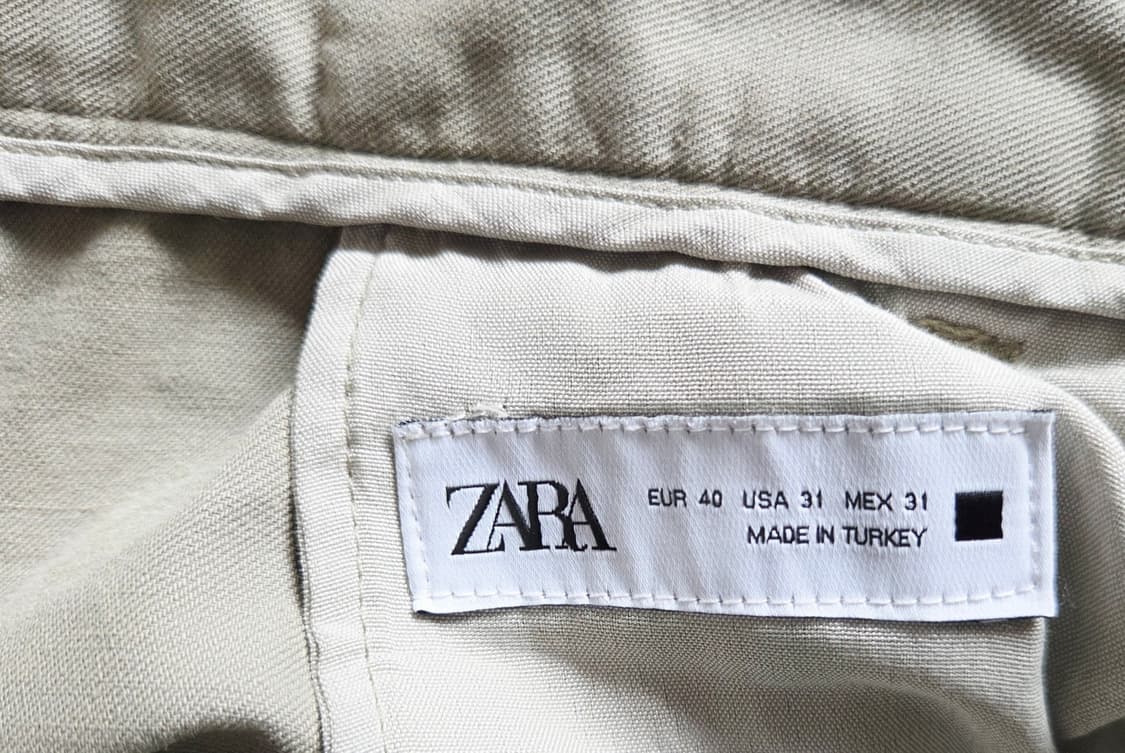 ZARA
EUR 40 USA 31 MEX 31
MADE IN TURKEY